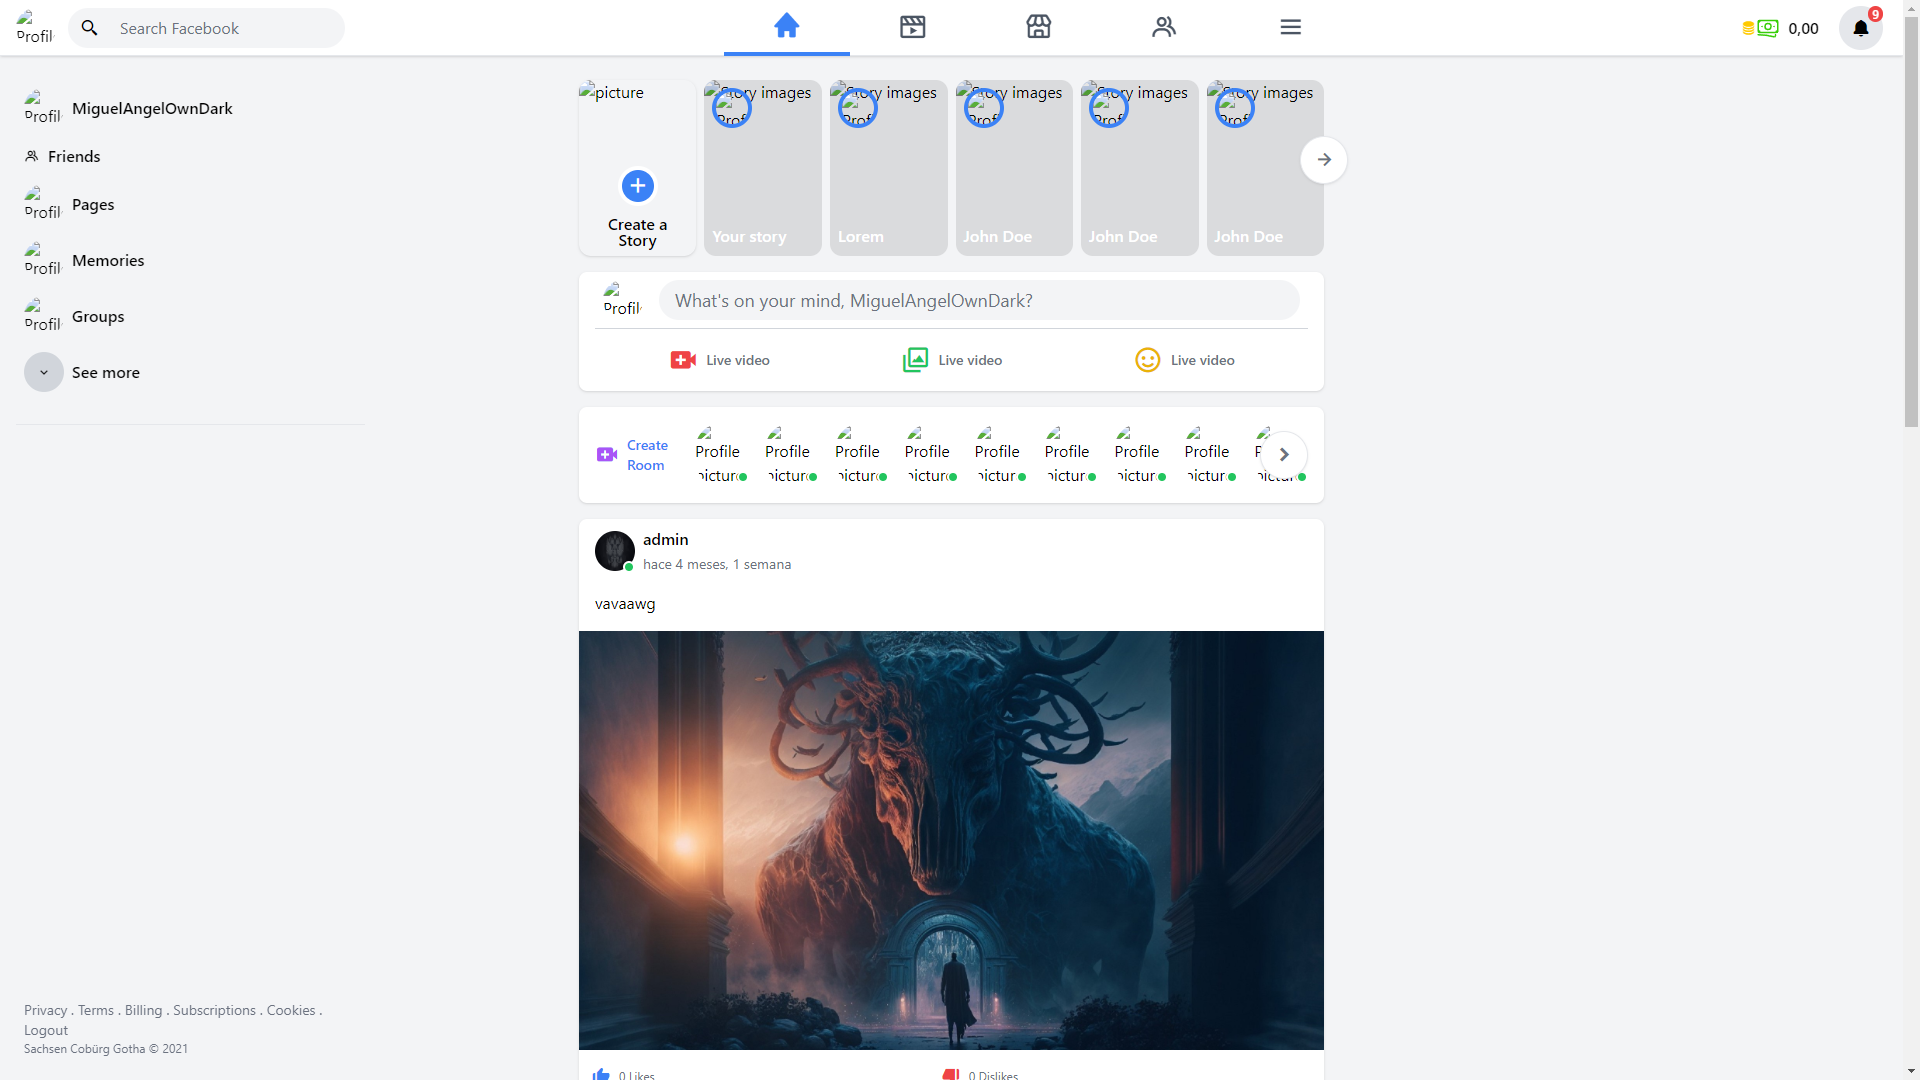 Profil
Search Facebook
0,00
9
MiguelAngelOwnDark
Friends
Profil
Pages
Profil
Memories
Profil
Groups
Profil
See more
picture
Create a
Story
Story images
Prof
Your story
Story images
Prof
Lorem
Story images
Prof
John Doe
Story images
Prof
John Doe
Story images
Prof
John Doe
Profil
What's on your mind, MiguelAngelOwnDark?
Live video
Live video
Live video
Create
Room
Profile Profile Profile Profile Profile Profile Profile Profile
pictur pictur pictur pictur pictur pictur pictur pictur pictur
admin
hace 4 meses, 1 semana
vavaawg
0 Likes
0 Dislikes
Privacy . Terms . Billing . Subscriptions . Cookies .
Logout
Sachsen Cobürg Gotha © 2021